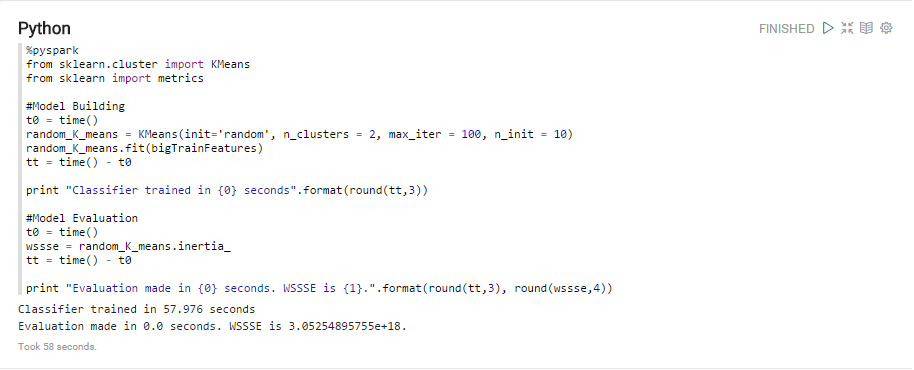 Python
FINISHED
%pyspark
from sklearn.cluster import KMeans
from sklearn import metrics
#Model Building
t0 = time()
random_K_means = KMeans(init='random', n_clusters = 2, max_iter = 100, n_init = 10)
random_K_means.fit(bigTrainFeatures)
tt = time() - t0
print "Classifier trained in {0} seconds".format(round(tt,3))
#Model Evaluation
t0 = time()
wssse = random_K_means.inertia_
tt = time() - t0
print "Evaluation made in {0} seconds. WSSSE is {1}.".format(round(tt,3), round(wssse,4))
Classifier trained in 57.976 seconds
Evaluation made in 0.0 seconds. WSSSE is 3.05254895755e+18.
Took 58 seconds.